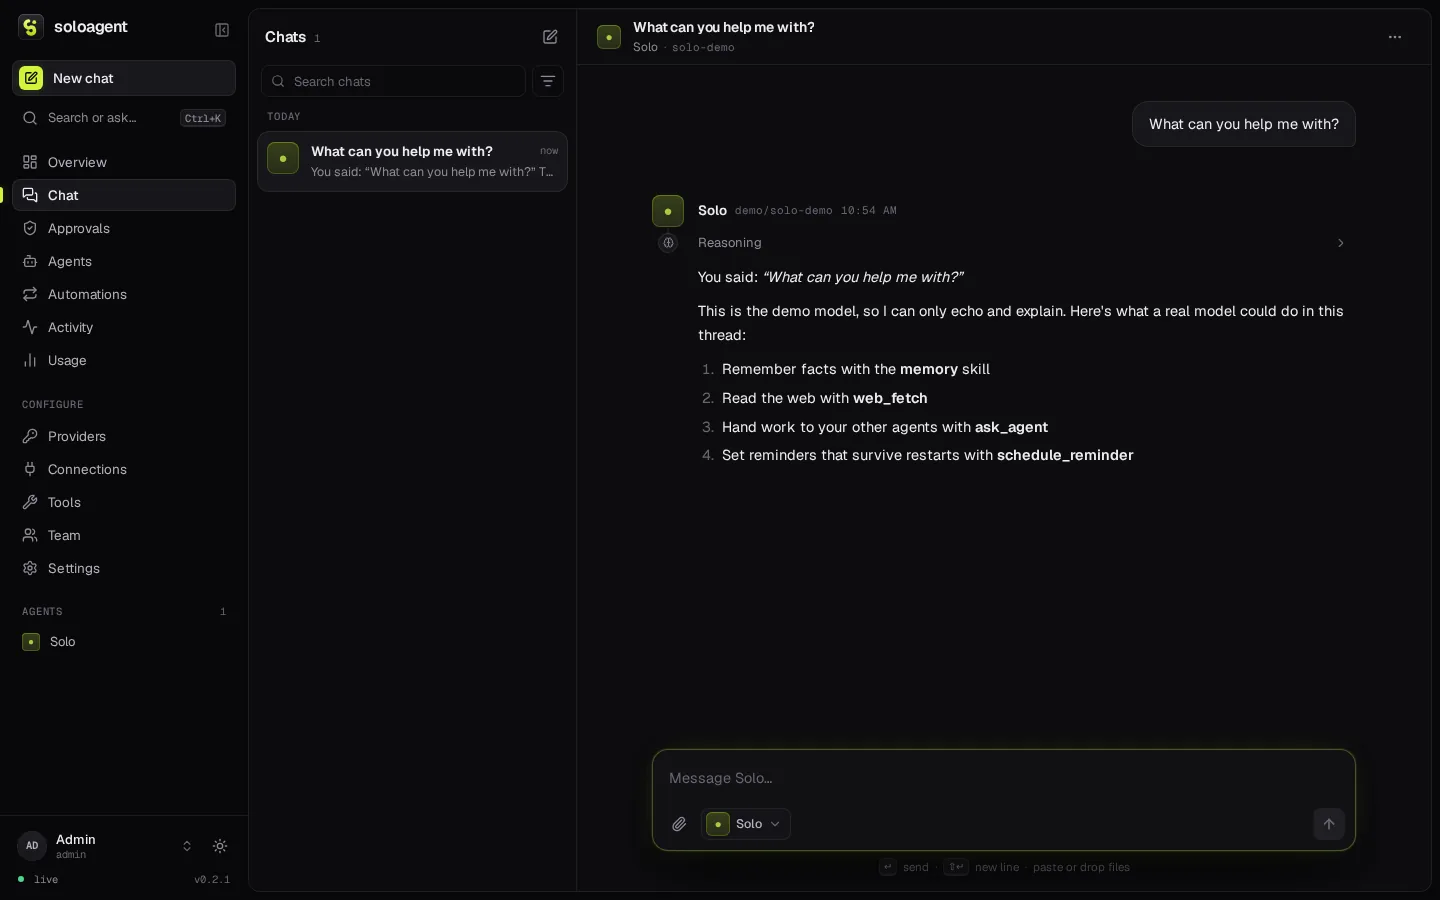 soloagent
New chat
Search or ask...
Ctrl+K
Overview
Chat
Approvals
Agents
Automations
Activity
Usage
CONFIGURE
Providers
Connections
Tools
Team
Settings
AGENTS 1
Solo
AD
Admin
admin
live
v0.2.1
Chats 1
Search chats
TODAY
What can you help me with? now
You said: “What can you help me with?” T...
What can you help me with?
Solo · solo-demo
What can you help me with?
Solo demo/solo-demo 10:54 AM
Reasoning
You said: “What can you help me with?”
This is the demo model, so I can only echo and explain. Here's what a real model could do in this
thread:
1. Remember facts with the memory skill
2. Read the web with web_fetch
3. Hand work to your other agents with ask_agent
4. Set reminders that survive restarts with schedule_reminder
Message Solo...
Solo
↵ send · ⇧↵ new line · paste or drop files